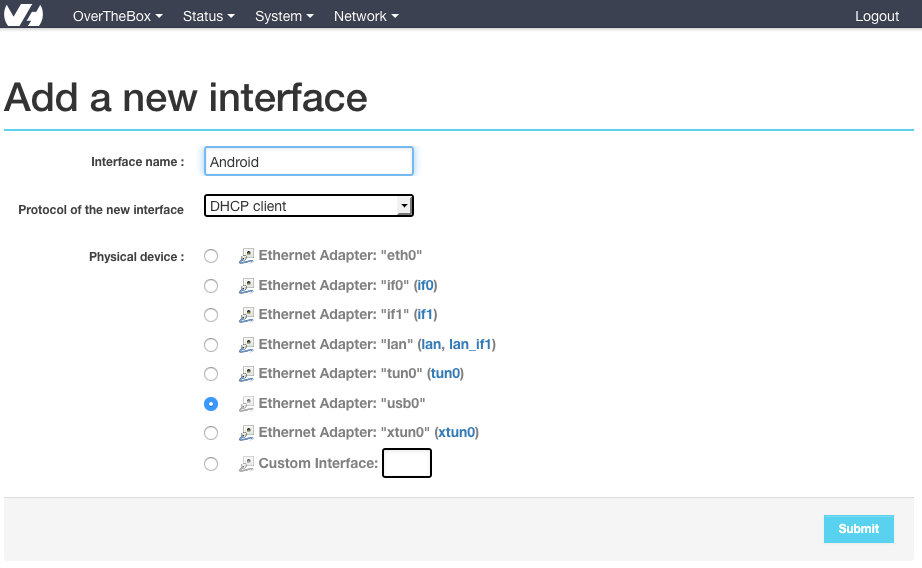 OverTheBox Status System Network Logout
Add a new interface
Interface name : Android
Protocol of the new interface DHCP client
Physical device : Ethernet Adapter: "eth0"
Ethernet Adapter: "if0" (if0)
Ethernet Adapter: "if1" (if1)
Ethernet Adapter: "lan" (lan, lan_if1)
Ethernet Adapter: "tun0" (tun0)
Ethernet Adapter: "usb0"
Ethernet Adapter: "xtun0" (xtun0)
Custom Interface:
Submit